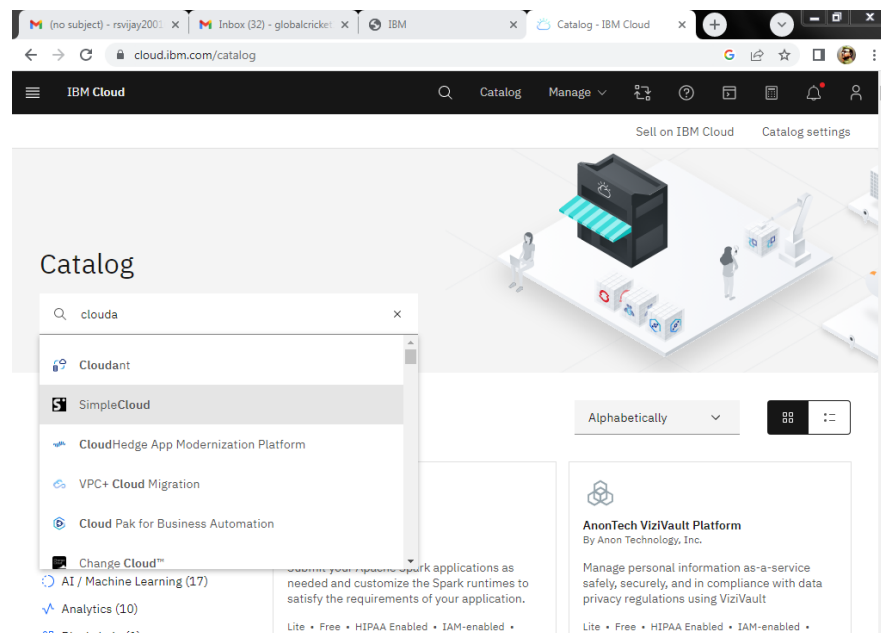 (no subject) - rsvijay2001
Inbox (32) - globalcricket
IBM
Catalog - IBM Cloud
cloud.ibm.com/catalog
IBM Cloud
Catalog
Manage
Sell on IBM Cloud
Catalog settings
Catalog
clouda
Cloudant
SimpleCloud
CloudHedge App Modernization Platform
VPC+ Cloud Migration
Cloud Pak for Business Automation
Change Cloud™
Alphabetically
AI / Machine Learning (17)
Analytics (10)
Submit your Apache Spark applications as
needed and customize the Spark runtimes to
satisfy the requirements of your application.
Lite • Free • HIPAA Enabled • IAM-enabled •
AnonTech ViziVault Platform
By Anon Technology, Inc.
Manage personal information as-a-service
safely, securely, and in compliance with data
privacy regulations using ViziVault
Lite • Free • HIPAA Enabled • IAM-enabled •